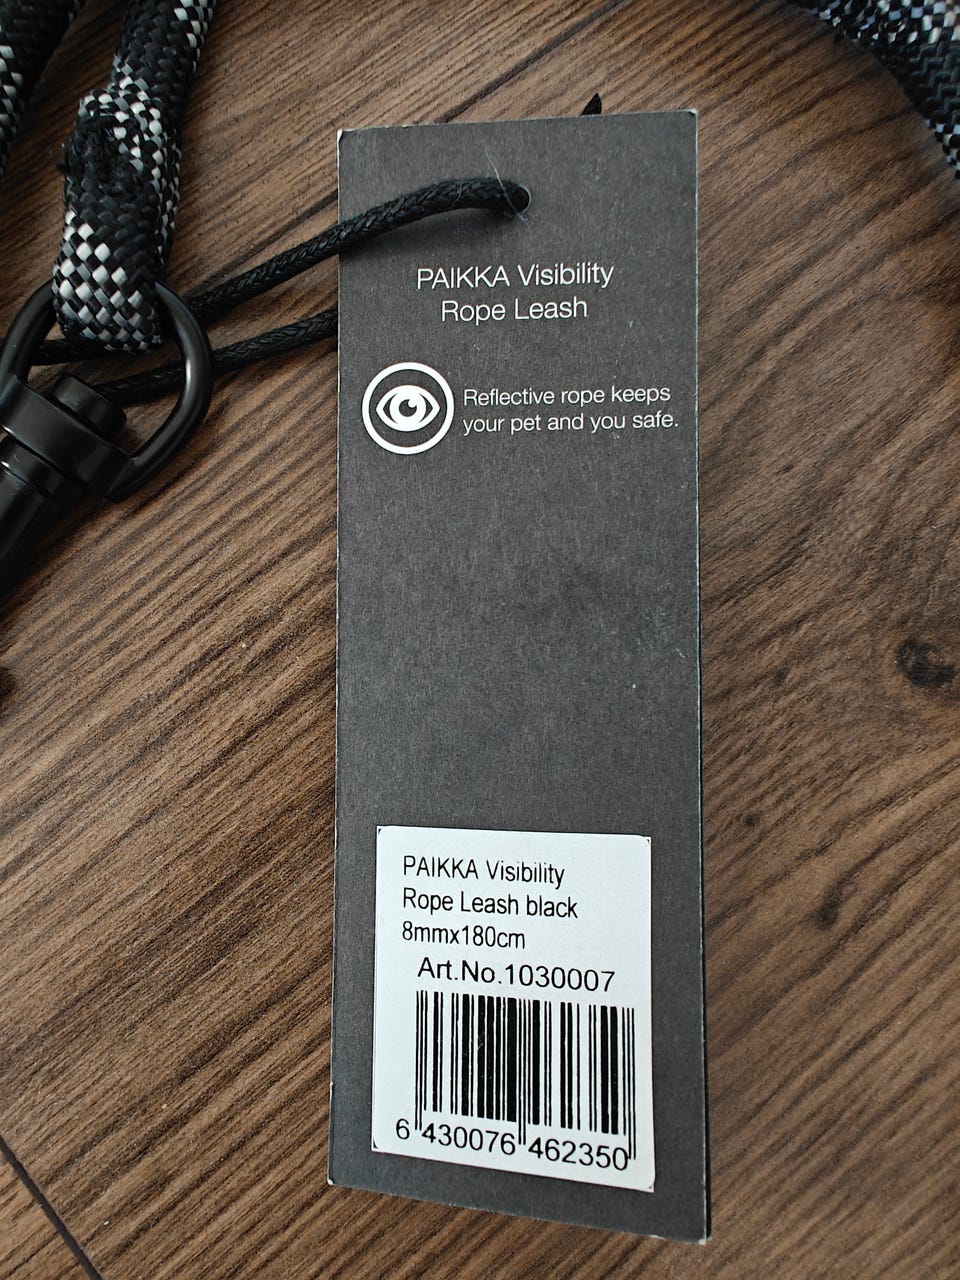 PAIKKA Visibility
Rope Leash
Reflective rope keeps
your pet and you safe.
PAIKKA Visibility
Rope Leash black
8mmx180cm
Art.No.1030007
6 430076 462350